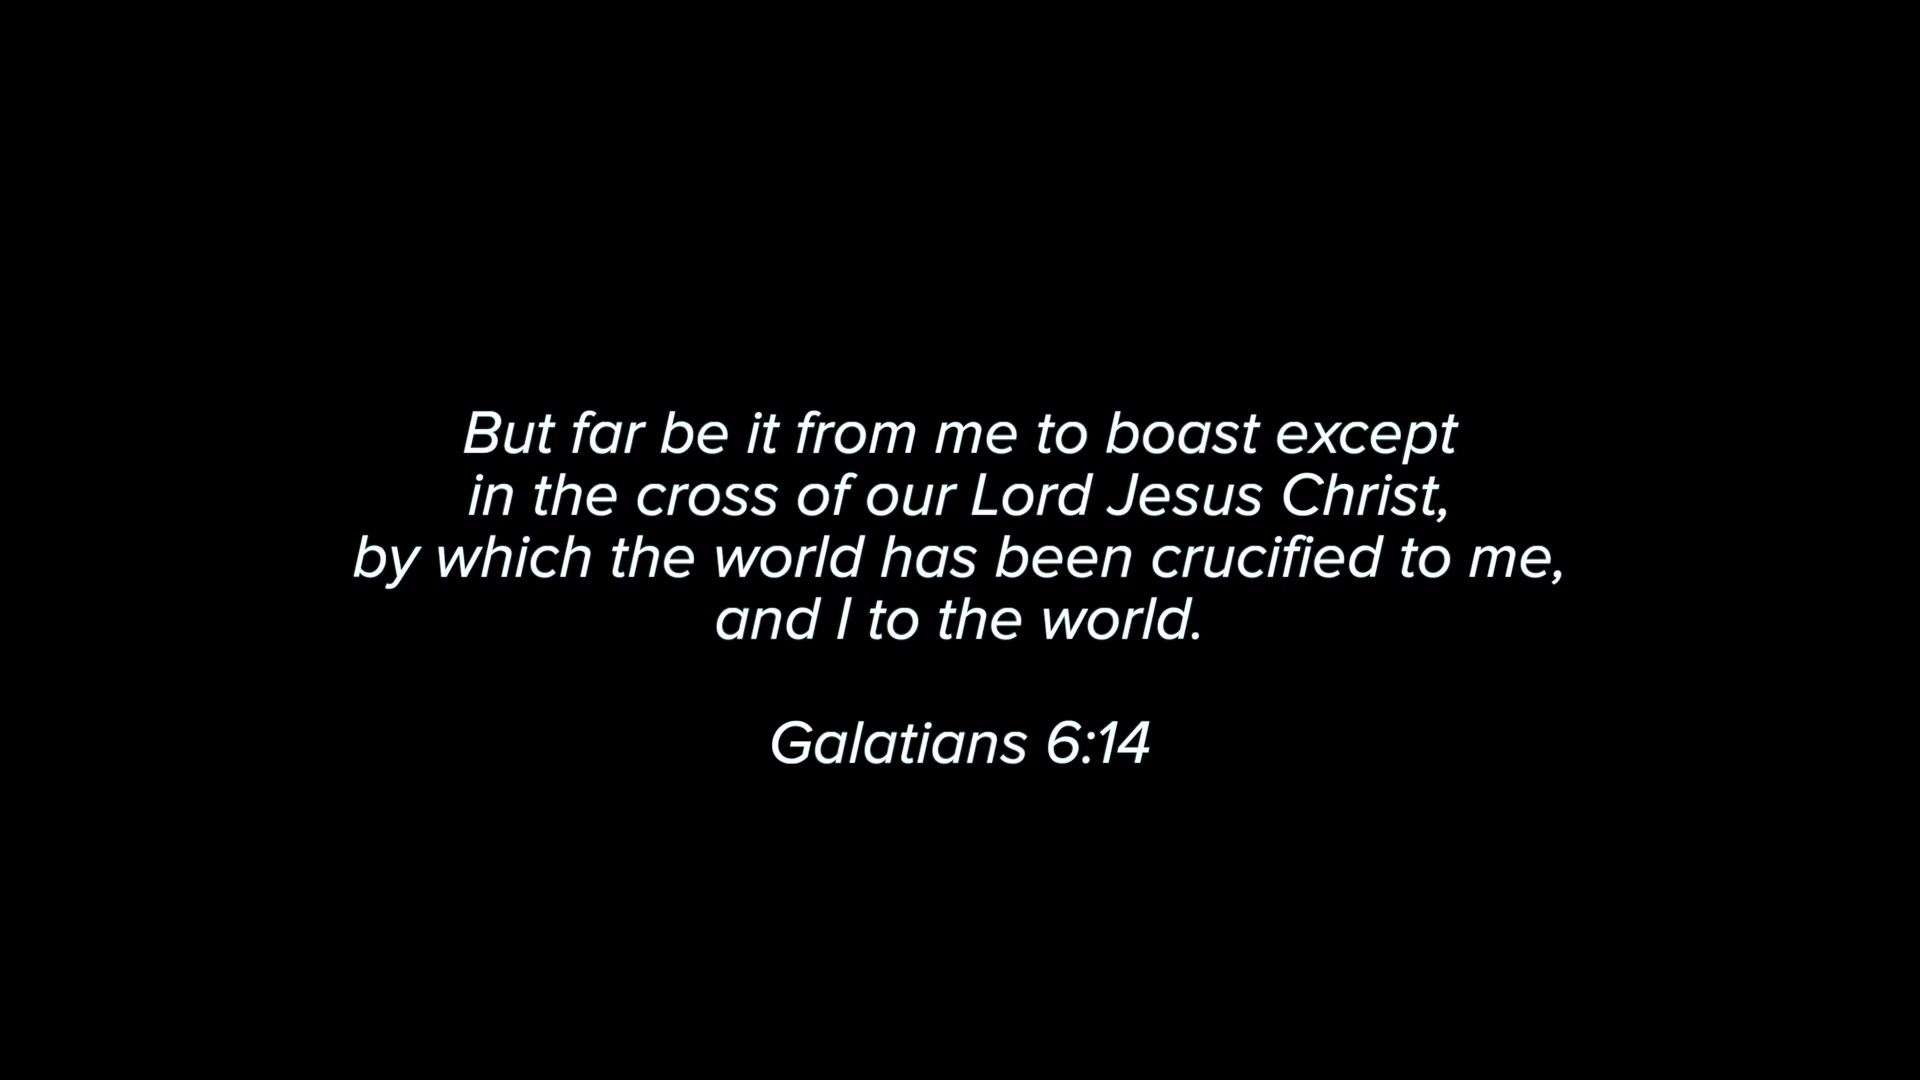 But far be it from me to boast except
in the cross of our Lord Jesus Christ,
by which the world has been crucified to me,
and I to the world.
Galatians 6:14